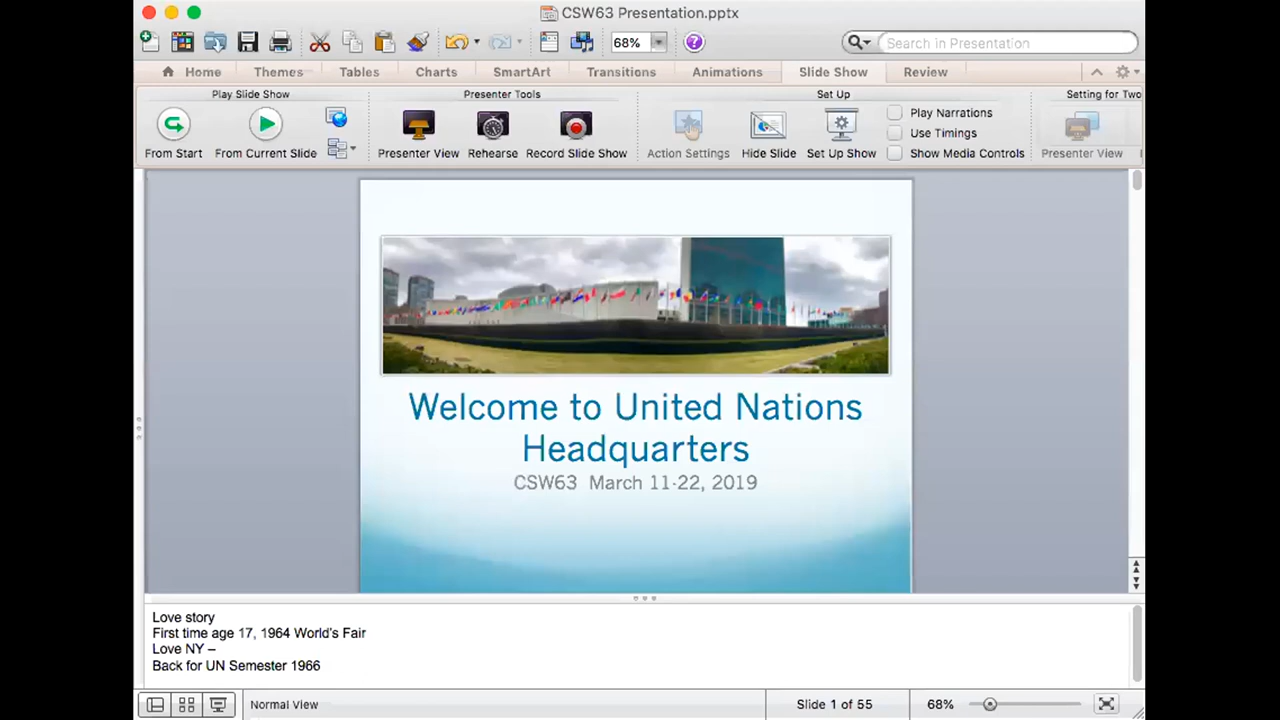 CSW63 Presentation.pptx
68%
Search in Presentation
Home Themes Tables Charts SmartArt Transitions Animations Slide Show Review
Play Slide Show Presenter Tools Set Up Setting for Two
From Start From Current Slide Presenter View Rehearse Record Slide Show Action Settings Hide Slide Set Up Show Presenter View
Play Narrations
Use Timings
Show Media Controls
Welcome to United Nations
Headquarters
CSW63 March 11-22, 2019
Love story
First time age 17, 1964 World's Fair
Love NY –
Back for UN Semester 1966
Normal View Slide 1 of 55 68%